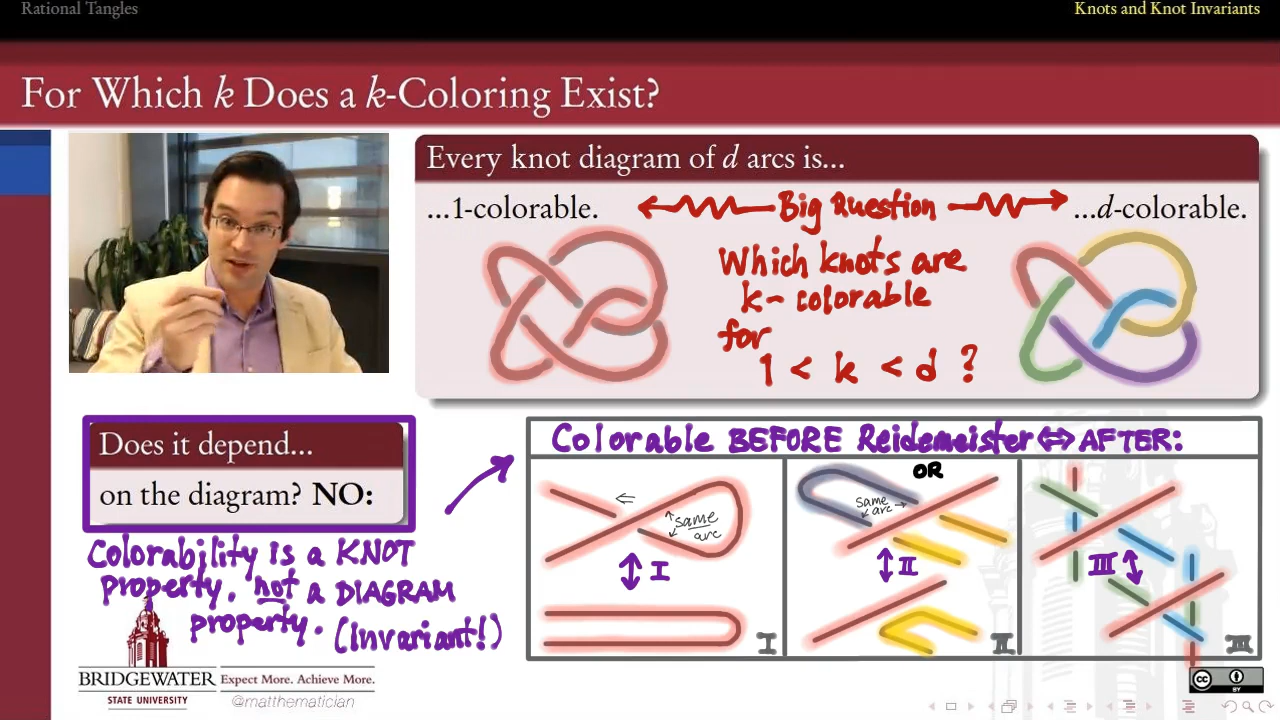 Rational Tangles
Knots and Knot Invariants
For Which k Does a k-Coloring Exist?
Every knot diagram of d arcs is...
...1-colorable.
Big Question
...d-colorable.
Which knots are
k- colorable
for
1 < k < d ?
Does it depend...
on the diagram? NO:
Colorability is a KNOT
property, not a DIAGRAM
property. (Invariant!)
Colorable BEFORE Reidemeister ⇔ AFTER:
⇐
same
arc
I
I
OR
same
arc
II
II
III
III
BRIDGEWATER
STATE UNIVERSITY
Expect More. Achieve More.
@matthematician
CC
BY